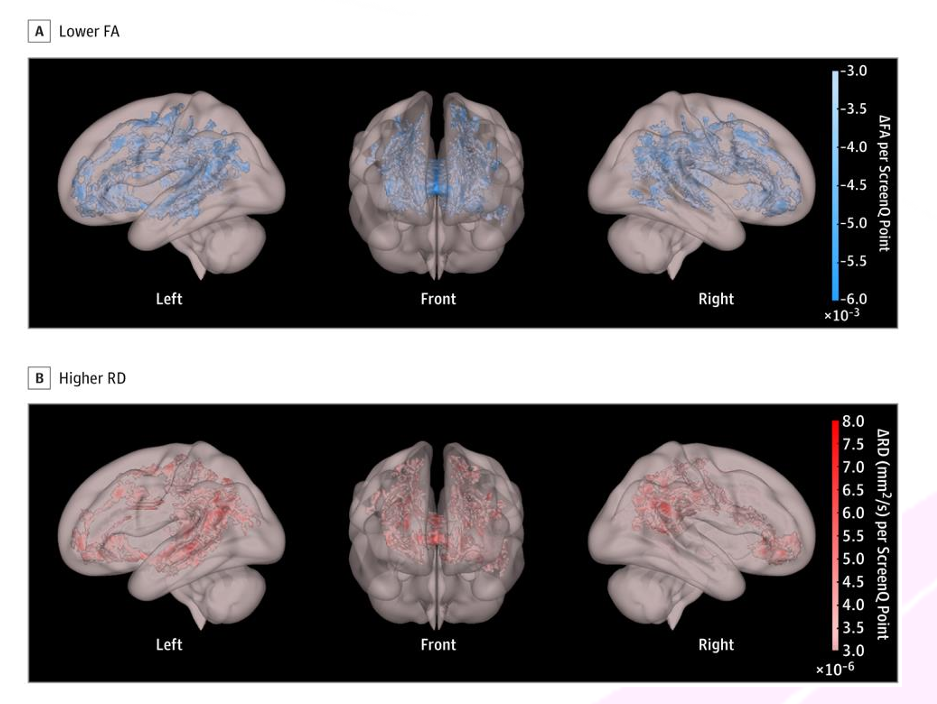 A Lower FA
-3.0
-3.5
-4.0
-4.5
-5.0
-5.5
-6.0
×10-3
ΔFA per ScreenQ Point
Left
Front
Right
B Higher RD
8.0
7.5
7.0
6.5
6.0
5.5
5.0
4.5
4.0
3.5
3.0
×10-6
ΔRD (mm2/s) per ScreenQ Point
Left
Front
Right